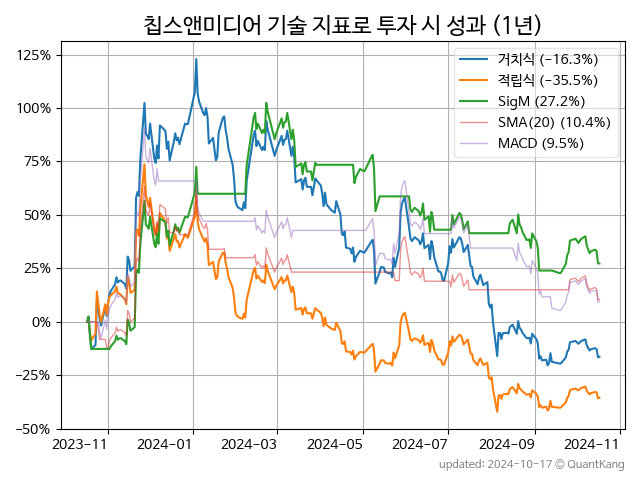 칩스앤미디어 기술 지표로 투자 시 성과 (1년)
125%
100%
75%
50%
25%
0%
−25%
−50%
거치식 (-16.3%)
적립식 (-35.5%)
SigM (27.2%)
SMA(20) (10.4%)
MACD (9.5%)
2023-11
2024-01
2024-03
2024-05
2024-07
2024-09
2024-11
updated: 2024-10-17 © QuantKang